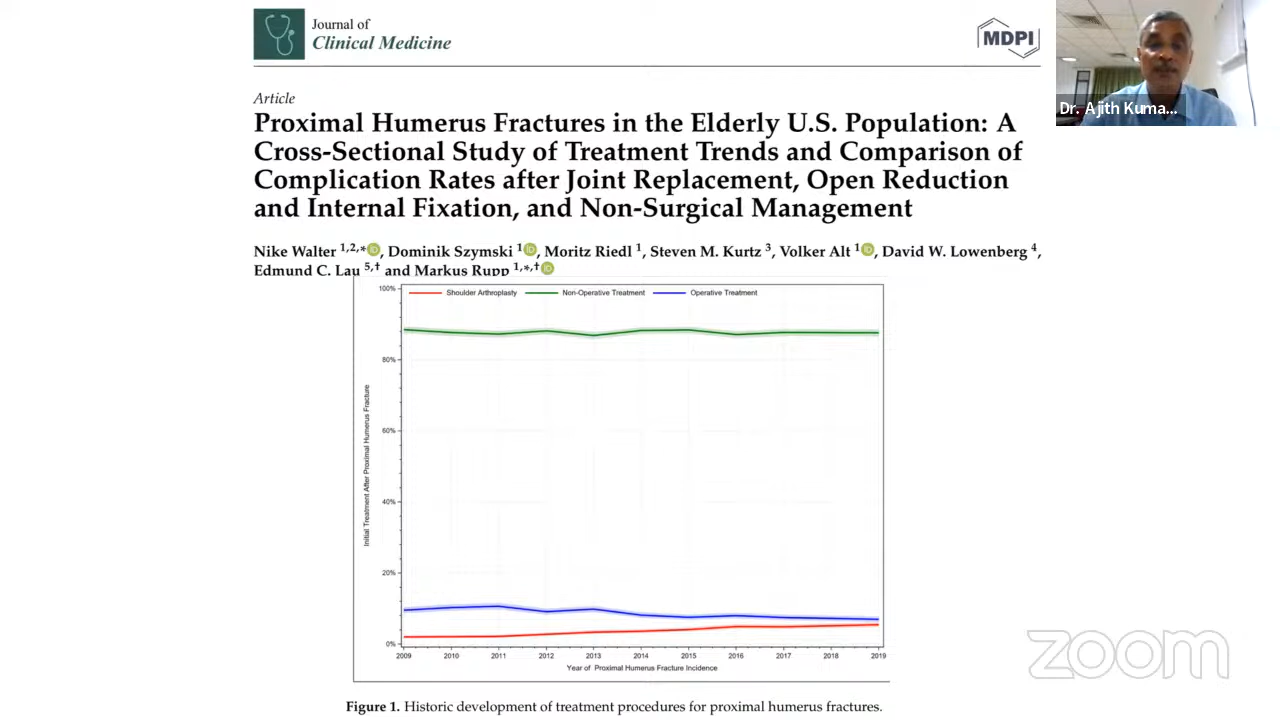 Journal of
Clinical Medicine
MDPI
Dr. Ajith Kuma...
Article
Proximal Humerus Fractures in the Elderly U.S. Population: A
Cross-Sectional Study of Treatment Trends and Comparison of
Complication Rates after Joint Replacement, Open Reduction
and Internal Fixation, and Non-Surgical Management
Nike Walter 1,2,* iD, Dominik Szymski 1 iD, Moritz Riedl 1, Steven M. Kurtz 3, Volker Alt 1 iD, David W. Lowenberg 4,
Edmund C. Lau 5,† and Markus Rupp 1,*,† iD
Shoulder Arthroplasty Non-Operative Treatment Operative Treatment
100%
80%
60%
40%
20%
0%
Initial Treatment After Proximal Humerus Fracture
2009 2010 2011 2012 2013 2014 2015 2016 2017 2018 2019
Year of Proximal Humerus Fracture Incidence
zoom
Figure 1. Historic development of treatment procedures for proximal humerus fractures.